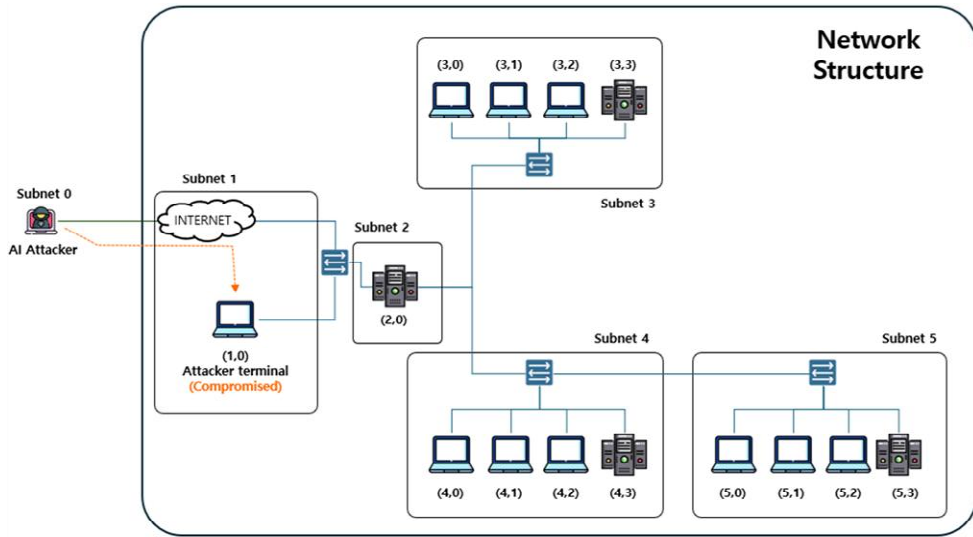 Network
Structure
(3,0) (3,1) (3,2) (3,3)
Subnet 3
Subnet 0
AI Attacker
Subnet 1
INTERNET
(1,0)
Attacker terminal
(Compromised)
Subnet 2
(2,0)
Subnet 4
(4,0) (4,1) (4,2) (4,3)
Subnet 5
(5,0) (5,1) (5,2) (5,3)